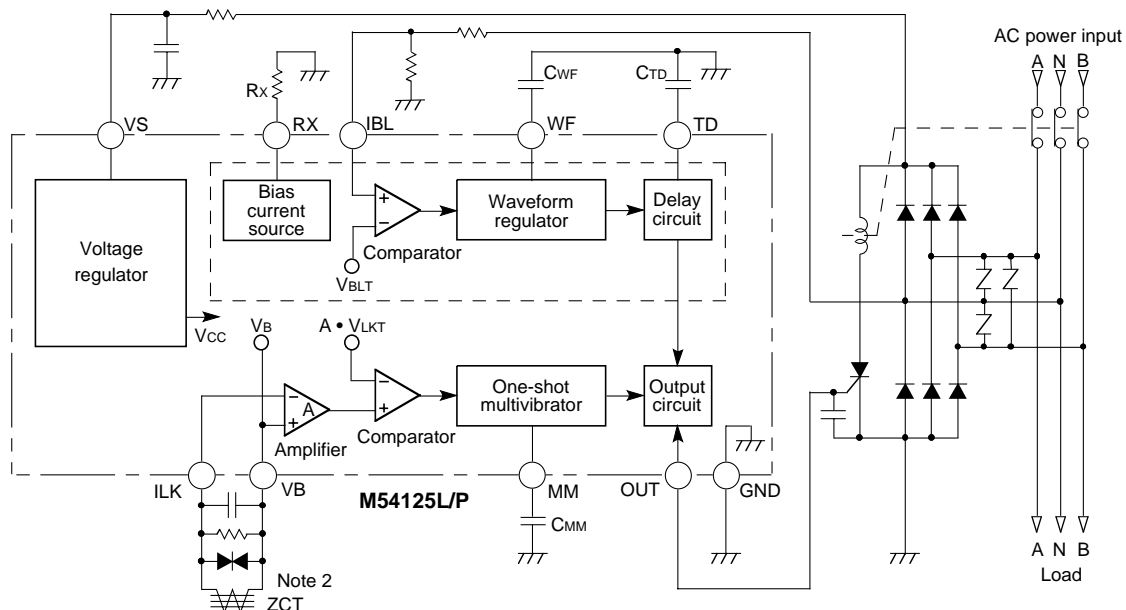 AC power input
A N B
CWF
CTD
RX
VS
RX
IBL
WF
TD
Bias
current
source
Waveform
regulator
Delay
circuit
Voltage
regulator
Comparator
VBLT
VCC
VB
A • VLKT
One-shot
multivibrator
Output
circuit
A
Amplifier
Comparator
ILK
VB
M54125L/P
MM
OUT
GND
CMM
Note 2
ZCT
A N B
Load